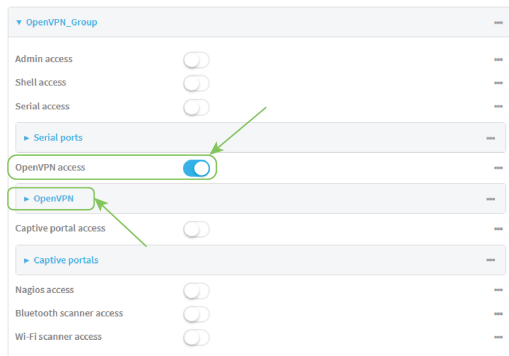 OpenVPN_Group
Admin access
Shell access
Serial access
Serial ports
OpenVPN access
OpenVPN
Captive portal access
Captive portals
Nagios access
Bluetooth scanner access
Wi-Fi scanner access